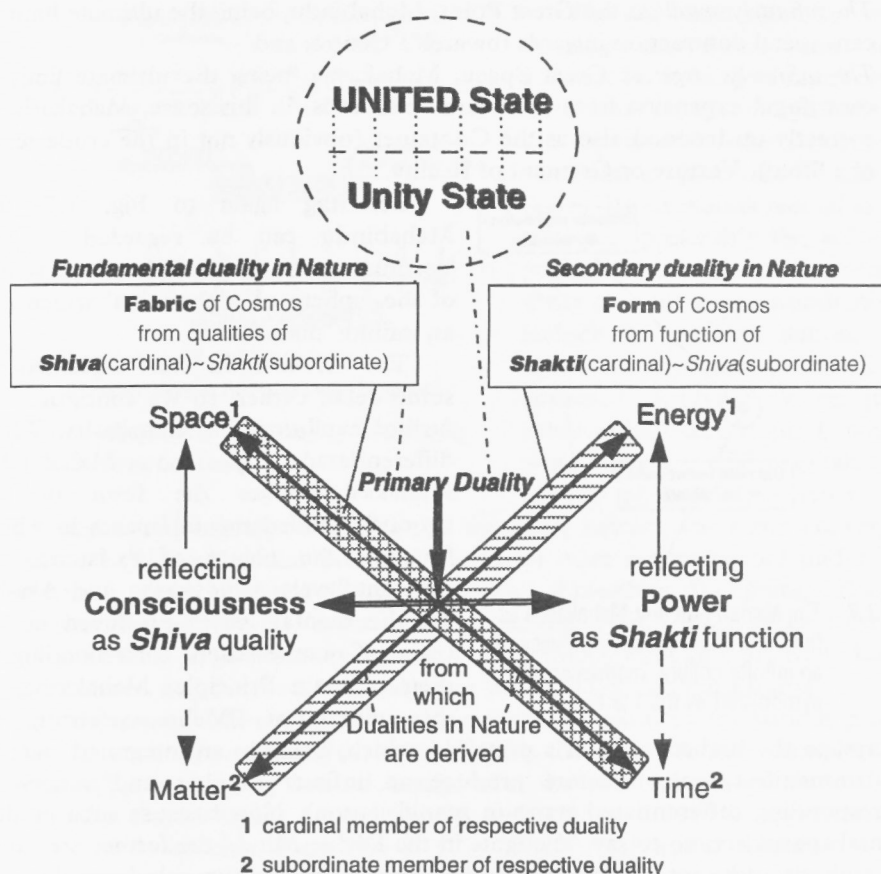 UNITED State
Unity State
Fundamental duality in Nature
Secondary duality in Nature
Fabric of Cosmos
from qualities of
Shiva(cardinal)~Shakti(subordinate)
Form of Cosmos
from function of
Shakti(cardinal)~Shiva(subordinate)
Space1
Energy1
Primary Duality
reflecting
Consciousness
as Shiva quality
reflecting
Power
as Shakti function
from
which
Dualities in Nature
are derived
Matter2
Time2
1 cardinal member of respective duality
2 subordinate member of respective duality